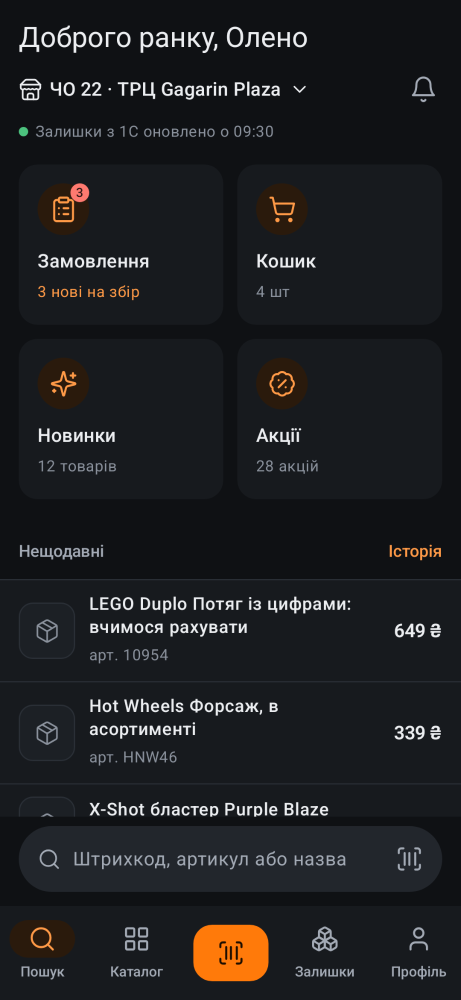 Доброго ранку, Олено
ЧО 22 · ТРЦ Gagarin Plaza
Залишки з 1С оновлено о 09:30
3
Замовлення
3 нові на збір
Кошик
4 шт
Новинки
12 товарів
Акції
28 акцій
Нещодавні
Історія
LEGO Duplo Потяг із цифрами:
вчимося рахувати
649 ₴
арт. 10954
Hot Wheels Форсаж, в
асортименті
339 ₴
арт. HNW46
X-Shot бластер Purple Blaze
Штрихкод, артикул або назва
Пошук
Каталог
Залишки
Профіль